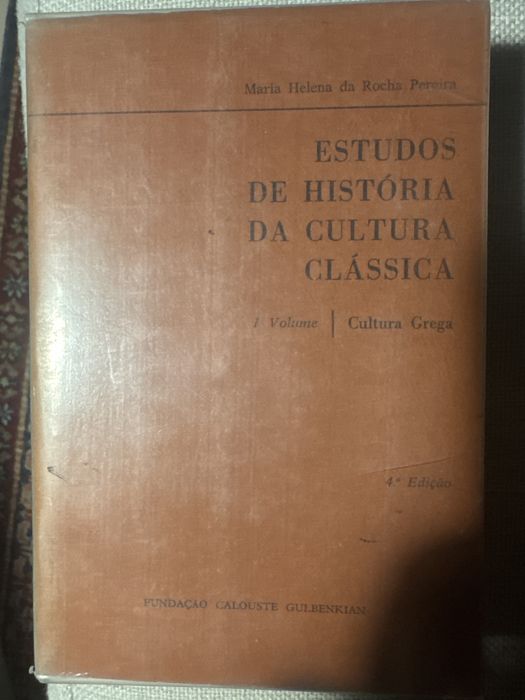 Maria Helena da Rocha Pereira
ESTUDOS
DE HISTÓRIA
DA CULTURA
CLÁSSICA
I Volume | Cultura Grega
4.ª Edição
FUNDAÇÃO CALOUSTE GULBENKIAN